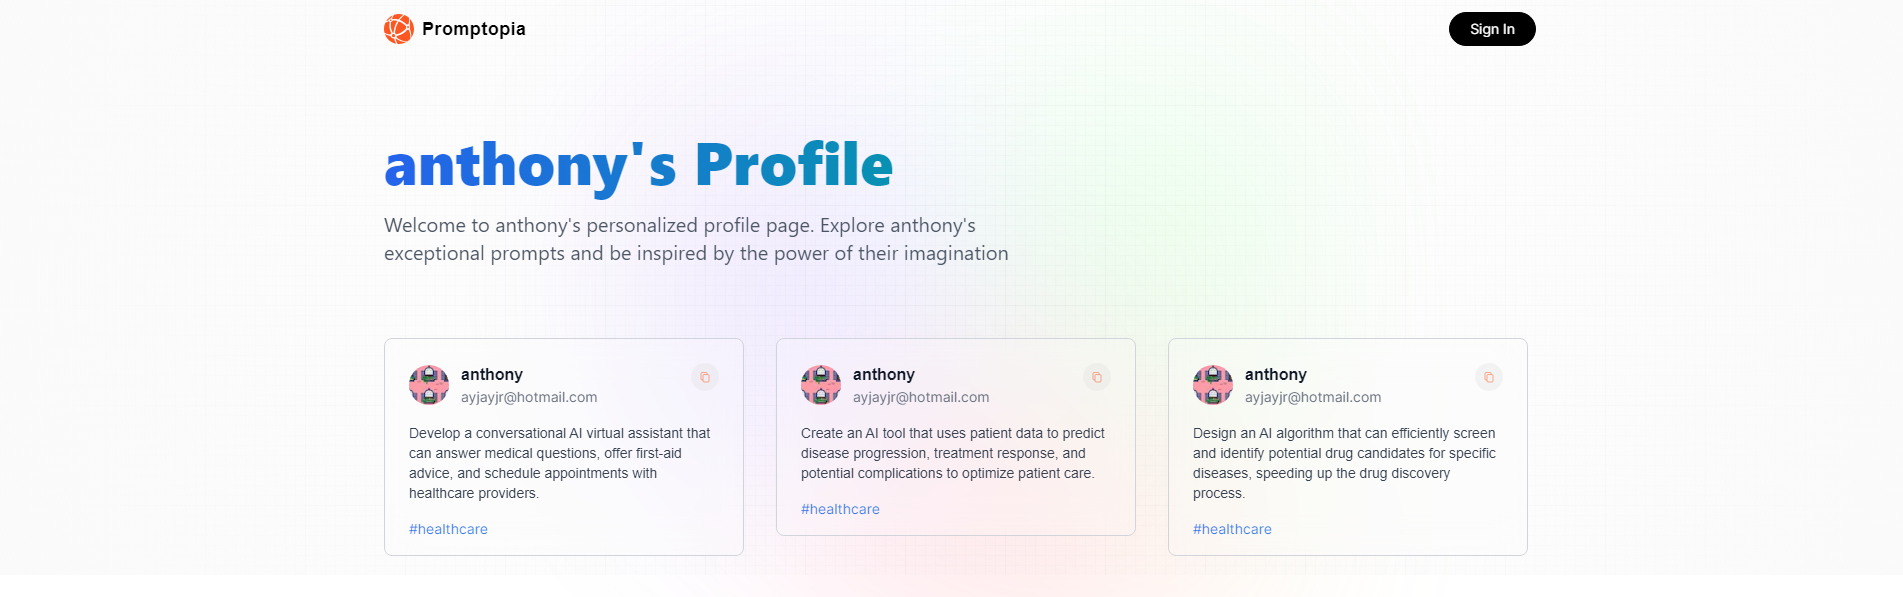 Promptopia
Sign In
anthony's Profile
Welcome to anthony's personalized profile page. Explore anthony's
exceptional prompts and be inspired by the power of their imagination
anthony
ayjayjr@hotmail.com
Develop a conversational AI virtual assistant that
can answer medical questions, offer first-aid
advice, and schedule appointments with
healthcare providers.
#healthcare
anthony
ayjayjr@hotmail.com
Create an AI tool that uses patient data to predict
disease progression, treatment response, and
potential complications to optimize patient care.
#healthcare
anthony
ayjayjr@hotmail.com
Design an AI algorithm that can efficiently screen
and identify potential drug candidates for specific
diseases, speeding up the drug discovery
process.
#healthcare